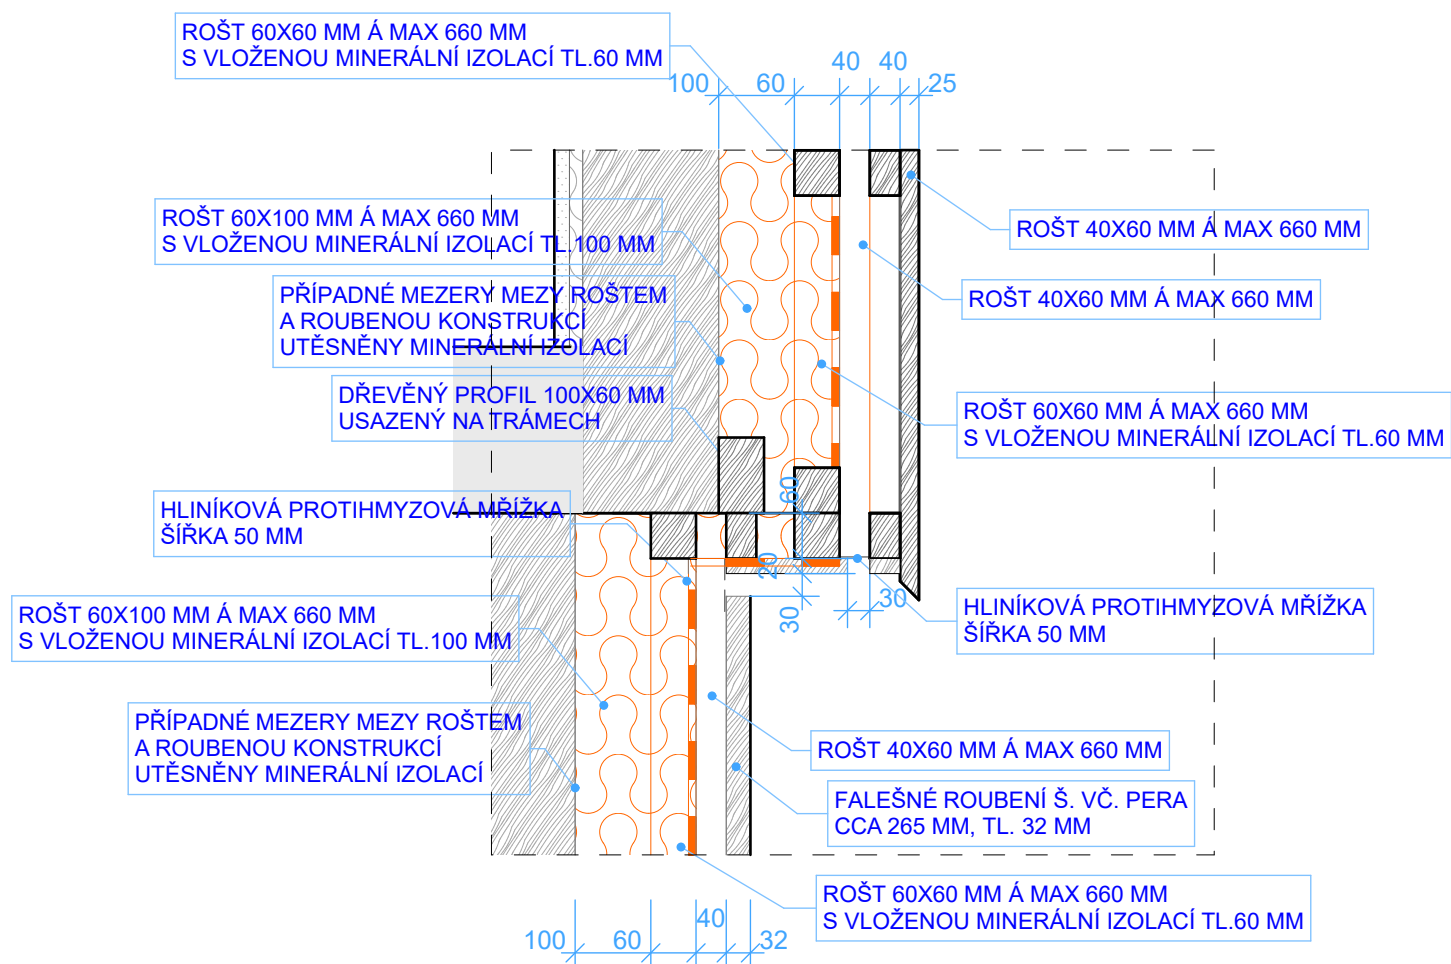 ROŠT 60X60 MM Á MAX 660 MM
S VLOŽENOU MINERÁLNÍ IZOLACÍ TL.60 MM
100
60
40
40
25
ROŠT 60X100 MM Á MAX 660 MM
S VLOŽENOU MINERÁLNÍ IZOLACÍ TL.100 MM
ROŠT 40X60 MM Á MAX 660 MM
PŘÍPADNÉ MEZERY MEZY ROŠTEM
A ROUBENOU KONSTRUKCÍ
UTĚSNĚNY MINERÁLNÍ IZOLACÍ
ROŠT 40X60 MM Á MAX 660 MM
DŘEVĚNÝ PROFIL 100X60 MM
USAZENÝ NA TRÁMECH
ROŠT 60X60 MM Á MAX 660 MM
S VLOŽENOU MINERÁLNÍ IZOLACÍ TL.60 MM
HLINÍKOVÁ PROTIHMYZOVÁ MŘÍŽKA
ŠÍŘKA 50 MM
60
20
30
30
HLINÍKOVÁ PROTIHMYZOVÁ MŘÍŽKA
ŠÍŘKA 50 MM
ROŠT 60X100 MM Á MAX 660 MM
S VLOŽENOU MINERÁLNÍ IZOLACÍ TL.100 MM
PŘÍPADNÉ MEZERY MEZY ROŠTEM
A ROUBENOU KONSTRUKCÍ
UTĚSNĚNY MINERÁLNÍ IZOLACÍ
ROŠT 40X60 MM Á MAX 660 MM
FALEŠNÉ ROUBENÍ Š. VČ. PERA
CCA 265 MM, TL. 32 MM
ROŠT 60X60 MM Á MAX 660 MM
S VLOŽENOU MINERÁLNÍ IZOLACÍ TL.60 MM
100
60
40
32